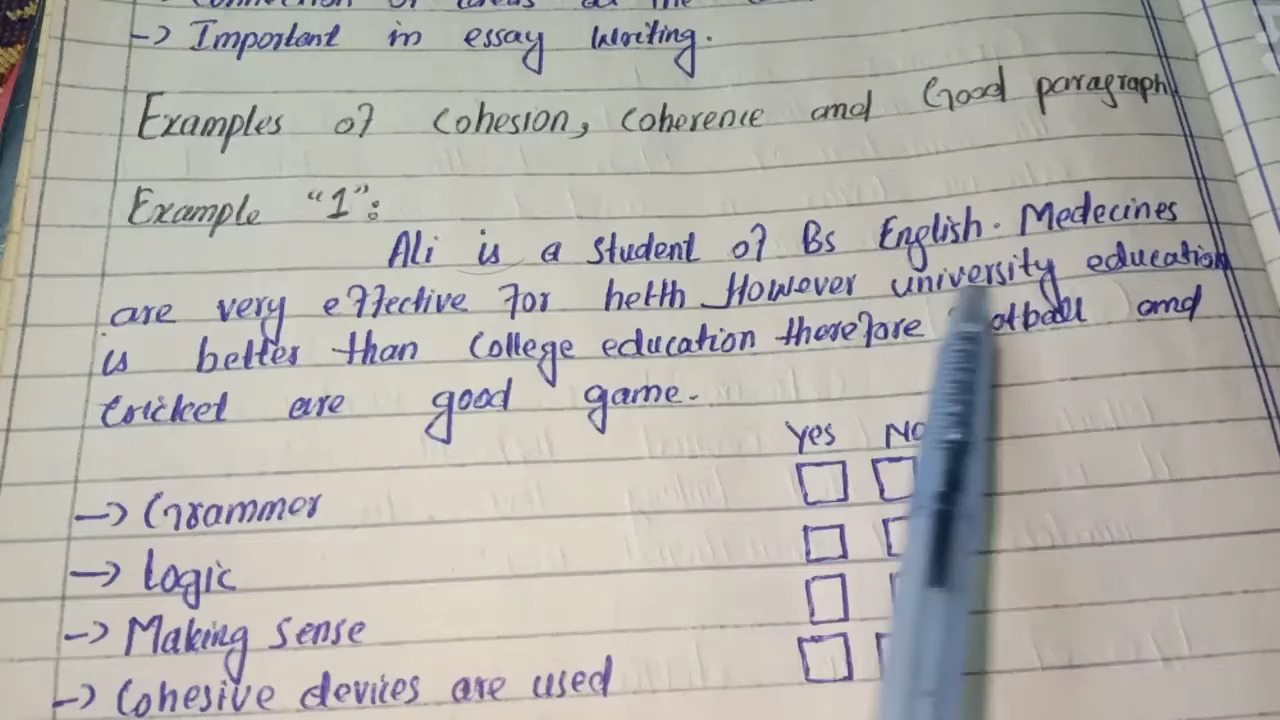 -> Important in essay Writing.
Examples of Cohesion, Coherence and Good paragraph
Example "1":
Ali is a student of Bs English. Medecines
are very effective for helth However university education
is better than College education therefore and
Cricket are good game.
Yes No
-> Grammer
-> Logic
-> Making sense
-> Cohesive devices are used